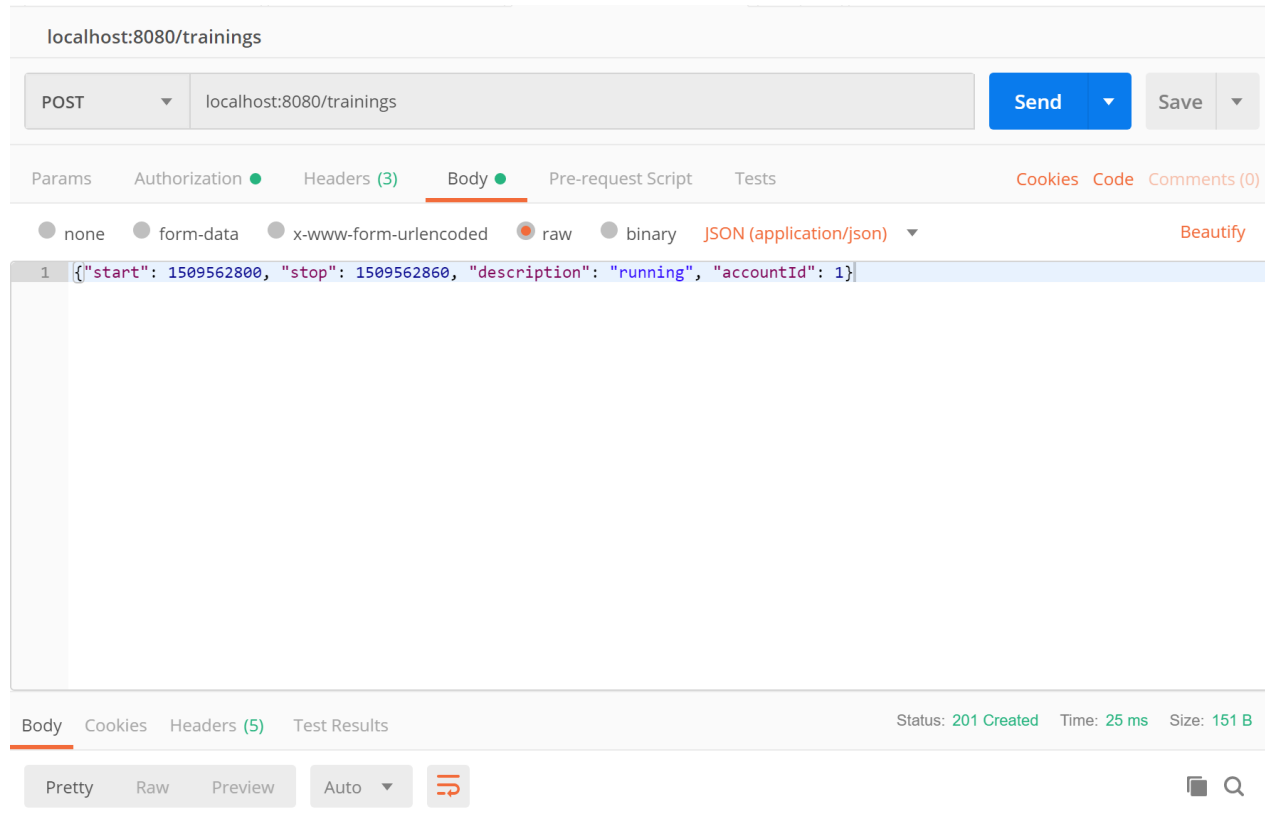 localhost:8080/trainings
POST localhost:8080/trainings Send Save
Params Authorization Headers (3) Body Pre-request Script Tests Cookies Code Comments (0)
none form-data x-www-form-urlencoded raw binary JSON (application/json) Beautify
1 {"start": 1509562800, "stop": 1509562860, "description": "running", "accountId": 1}
Body Cookies Headers (5) Test Results Status: 201 Created Time: 25 ms Size: 151 B
Pretty Raw Preview Auto